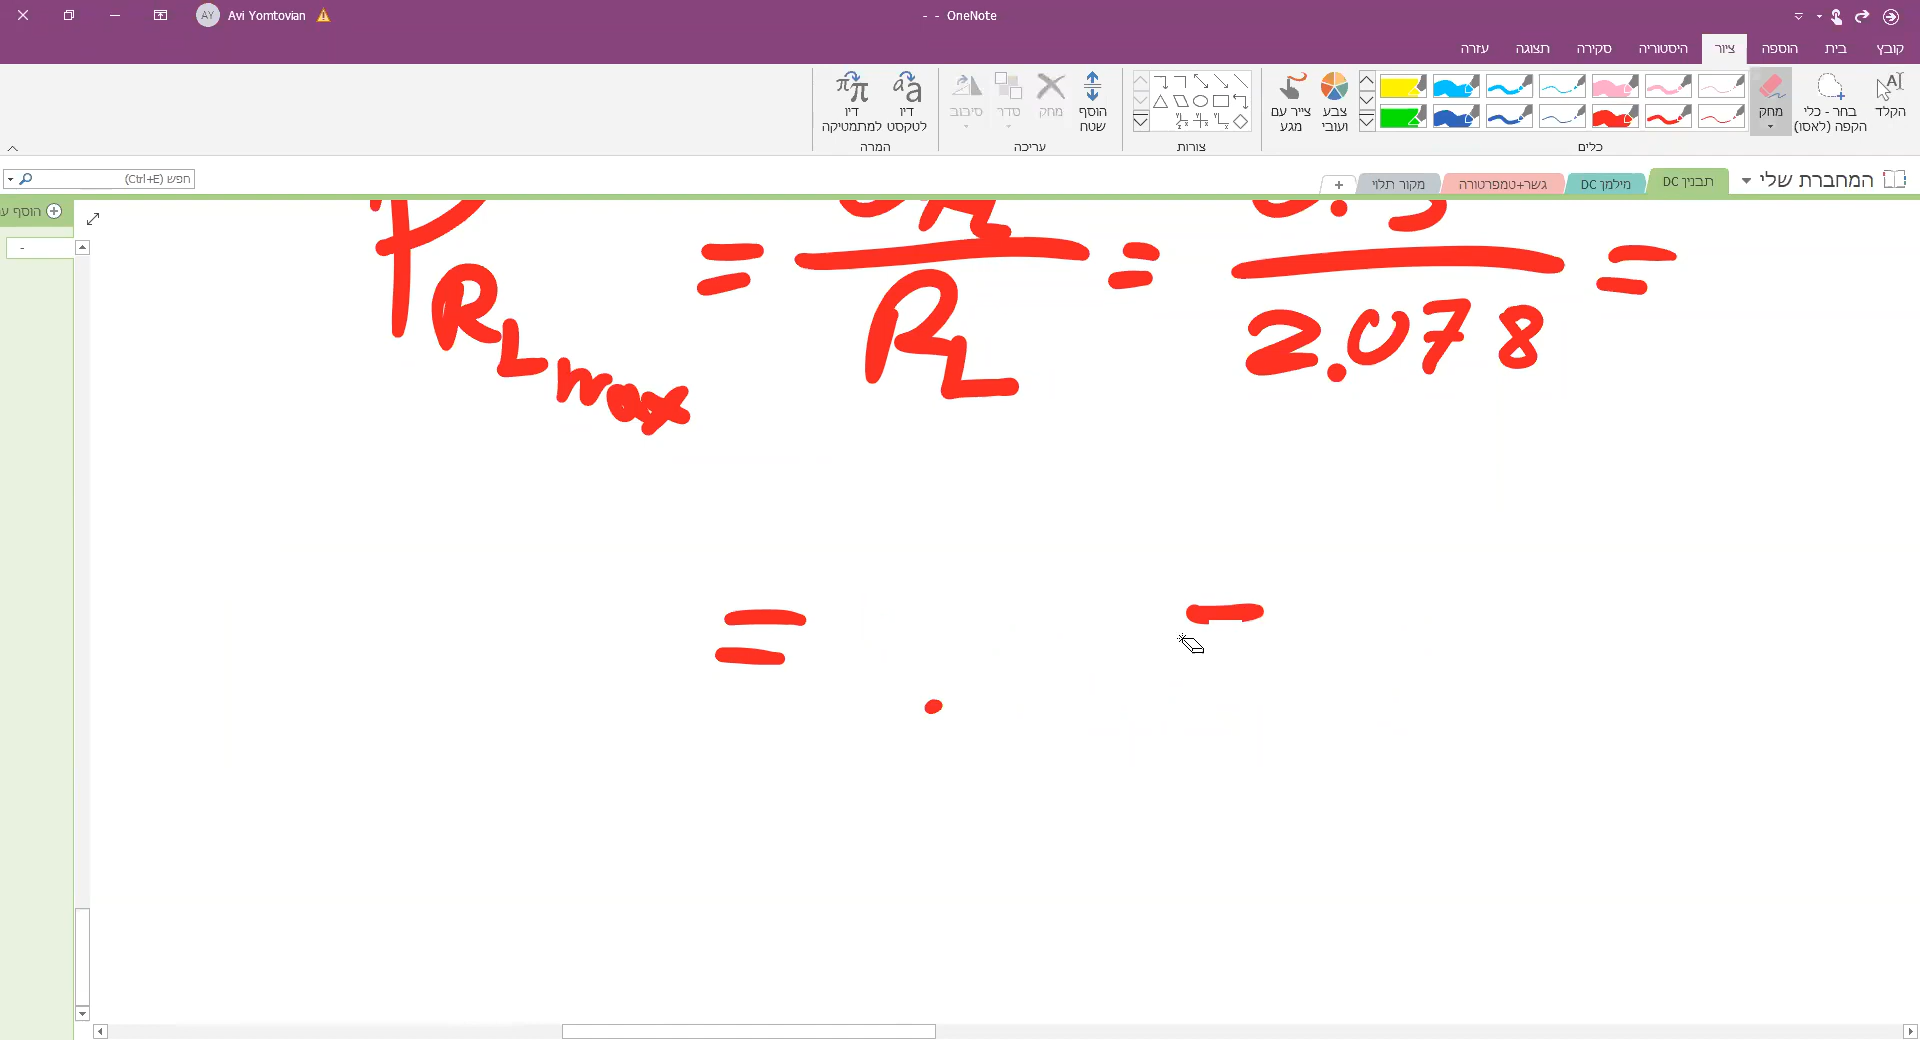 Avi Yomtovian
- - OneNote
קובץ
בית
הוספה
ציור
היסטוריה
סקירה
תצוגה
עזרה
הקלד
בחר - כלי הקפה (לאסו)
מחק
צבע ועובי
צייר עם מגע
הוסף שטח
מחק
סדר
סיבוב
דיו לטקסט
דיו למתמטיקה
כלים
צורות
עריכה
המרה
המחברת שלי
תבנין DC
מילמן DC
גשר+טמפרטורה
מקור תלוי
+
חפש (Ctrl+E)
-
P R L max = R L = 2.078 =
= . -